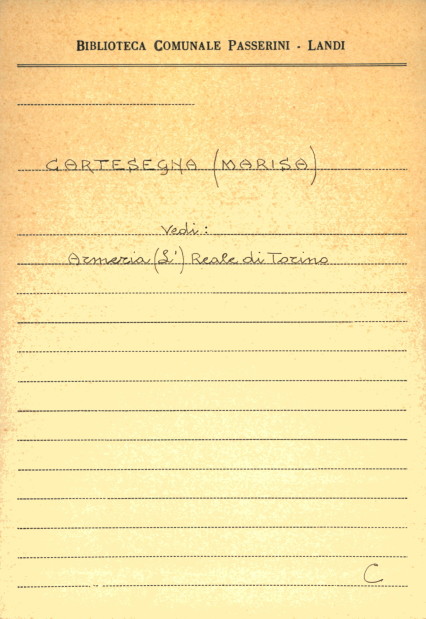 BIBLIOTECA COMUNALE PASSERINI - LANDI
CARTESEGNA (MARISA)
Vedi:
Armeria (L') Reale di Torino
C